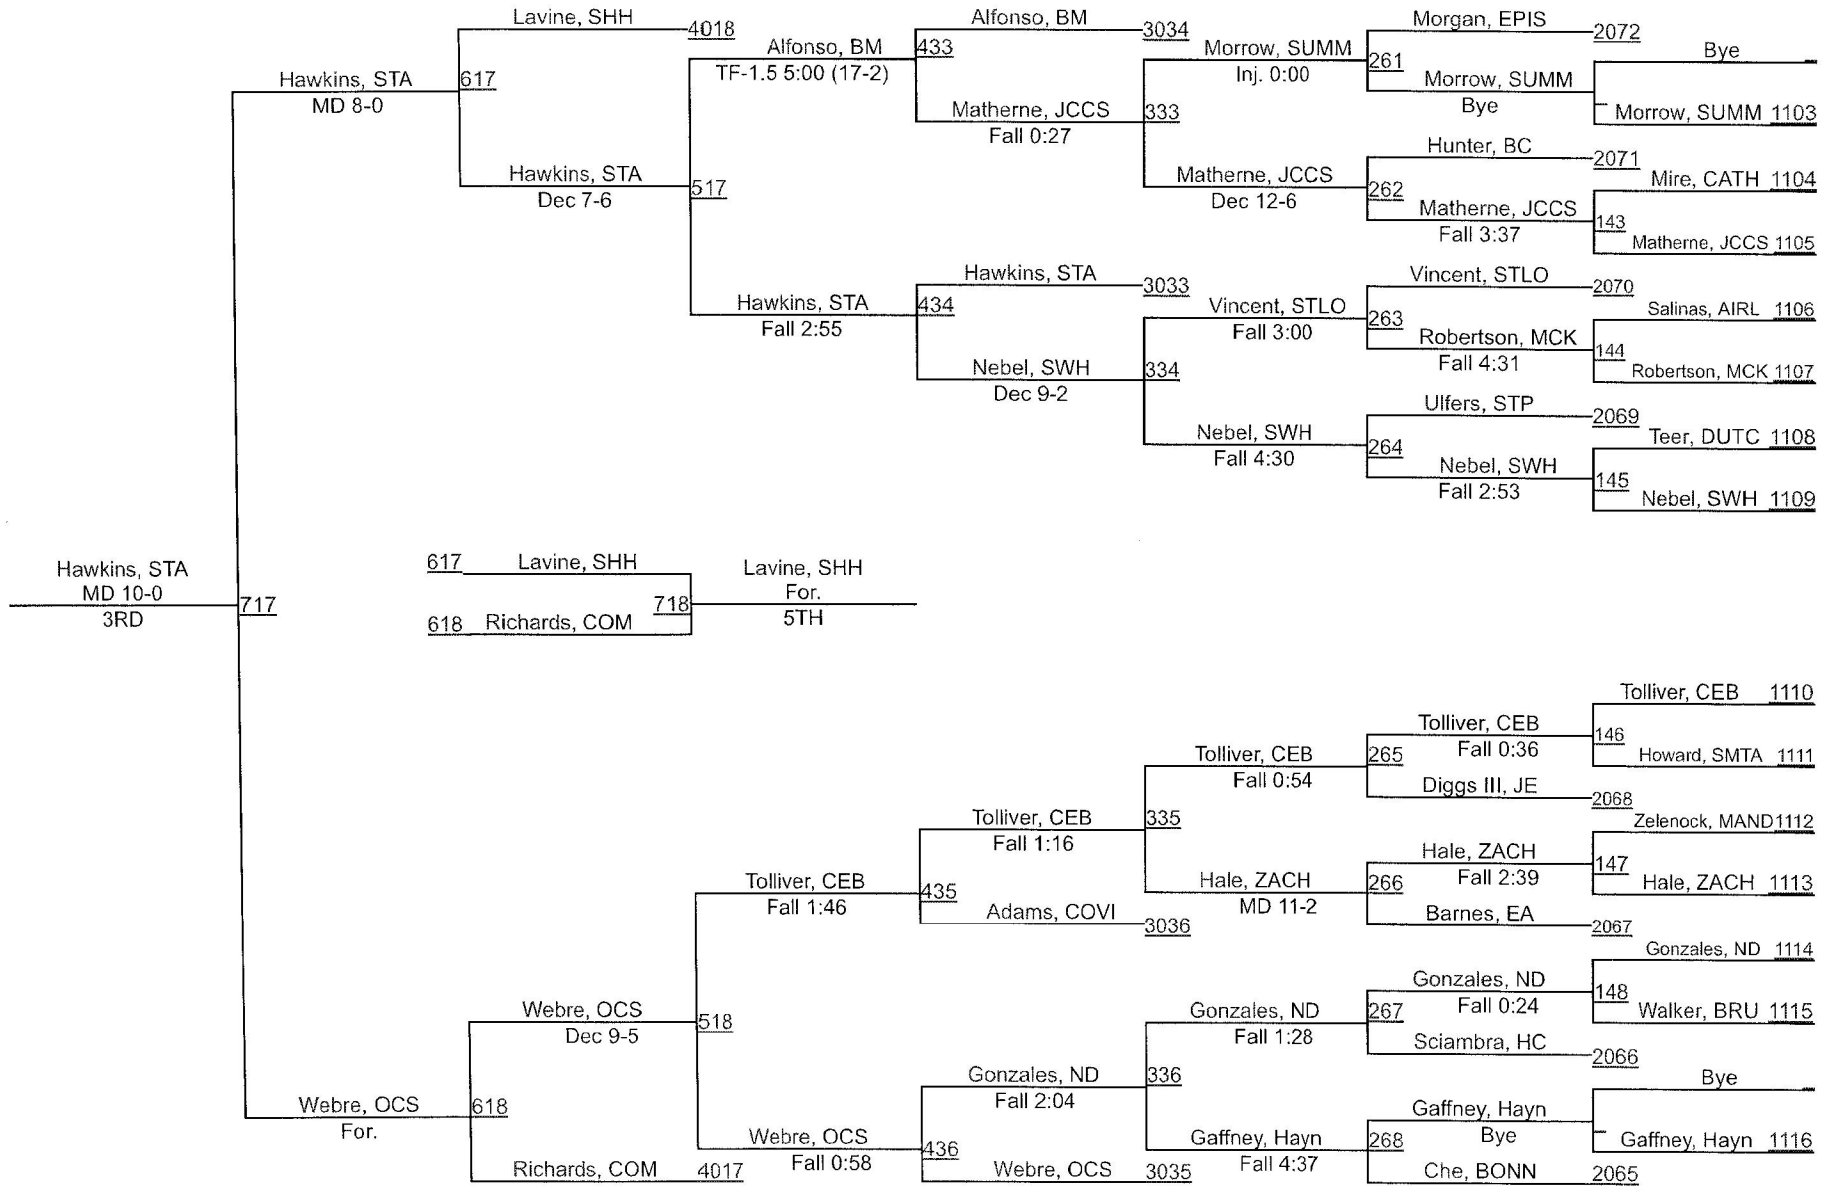 Lavine, SHH
4018
Alfonso, BM
3034
Morgan, EPIS
2072
Hawkins, STA
MD 8-0
617
Alfonso, BM
TF-1.5 5:00 (17-2)
433
Morrow, SUMM
Inj. 0:00
261
Bye
Morrow, SUMM
Bye
Morrow, SUMM 1103
Matherne, JCCS
Fall 0:27
333
Hunter, BC
2071
Hawkins, STA
Dec 7-6
517
Matherne, JCCS
Dec 12-6
262
Mire, CATH 1104
Matherne, JCCS
Fall 3:37
143
Matherne, JCCS 1105
Hawkins, STA
3033
Vincent, STLO
2070
Hawkins, STA
Fall 2:55
434
Vincent, STLO
Fall 3:00
263
Salinas, AIRL 1106
Robertson, MCK
Fall 4:31
144
Robertson, MCK 1107
Nebel, SWH
Dec 9-2
334
Ulfers, STP
2069
Nebel, SWH
Fall 4:30
264
Teer, DUTC 1108
Nebel, SWH
Fall 2:53
145
Nebel, SWH 1109
Hawkins, STA
MD 10-0
3RD
717
617 Lavine, SHH
618 Richards, COM
718
Lavine, SHH
For.
5TH
Tolliver, CEB 1110
Tolliver, CEB
Fall 0:36
146
Howard, SMTA 1111
Tolliver, CEB
Fall 0:54
265
Diggs III, JE
2068
Tolliver, CEB
Fall 1:16
335
Zelenock, MAND 1112
Hale, ZACH
Fall 2:39
147
Hale, ZACH 1113
Tolliver, CEB
Fall 1:46
435
Hale, ZACH
MD 11-2
266
Adams, COVI
3036
Barnes, EA
2067
Gonzales, ND 1114
Gonzales, ND
Fall 0:24
148
Walker, BRU 1115
Webre, OCS
Dec 9-5
518
Gonzales, ND
Fall 1:28
267
Sciambra, HC
2066
Gonzales, ND
Fall 2:04
336
Bye
Webre, OCS
For.
618
Gaffney, Hayn
Bye
Gaffney, Hayn 1116
Webre, OCS
Fall 0:58
436
Gaffney, Hayn
Fall 4:37
268
Richards, COM
4017
Webre, OCS
3035
Che, BONN
2065